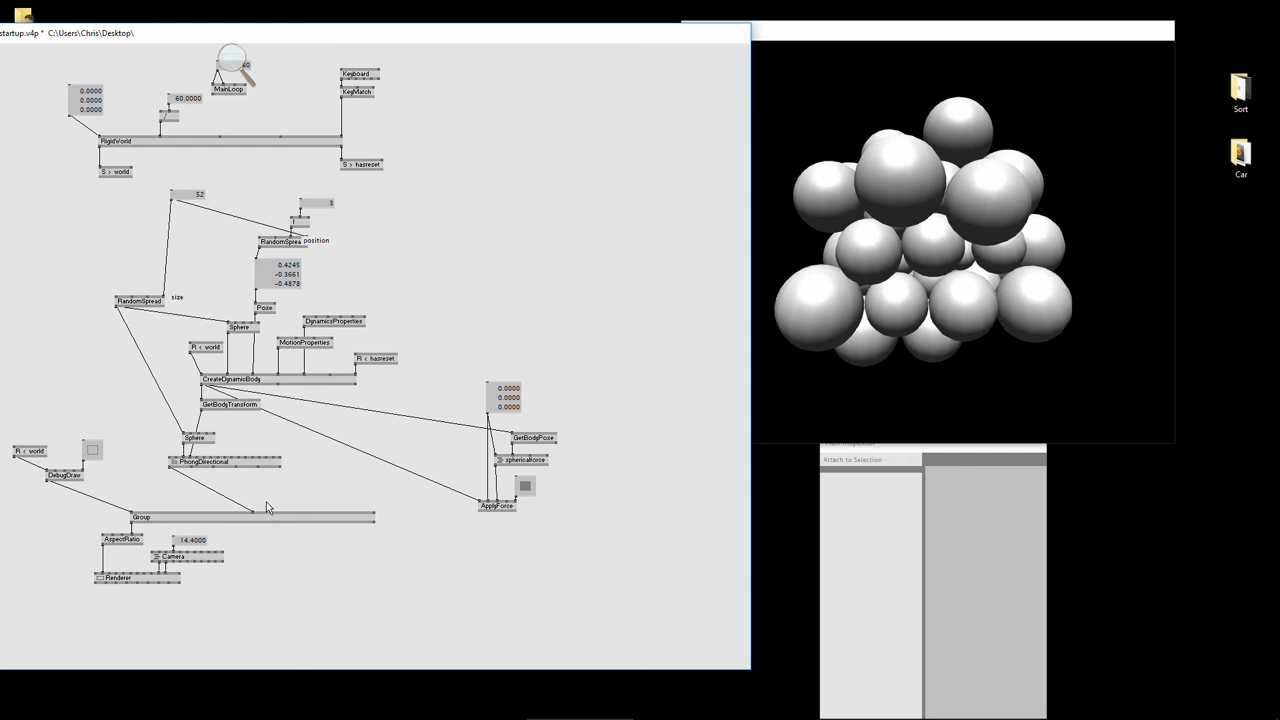 startup.v4p * C:\Users\Chris\Desktop\
60
MainLoop
Keyboard
KeyMatch
0.0000
0.0000
0.0000
60.0000
/
RigidWorld
S > world
S > hasreset
52
3
RandomSprea
position
0.4245
-0.3661
-0.4878
RandomSpread
size
Pose
Sphere
DynamicsProperties
MotionProperties
R < world
R < hasreset
CreateDynamicBody
GetBodyTransform
0.0000
0.0000
0.0000
Sphere
GetBodyPose
R < world
PhongDirectional
sphericalforce
DebugDraw
ApplyForce
Group
AspectRatio
14.4000
Camera
Renderer
Attach to Selection
Sort
Car